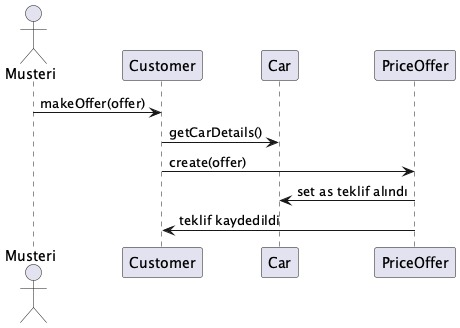 Musteri
Customer Car PriceOffer
makeOffer(offer)
getCarDetails()
create(offer)
set as teklif alındı
teklif kaydedildi
Musteri
Customer Car PriceOffer